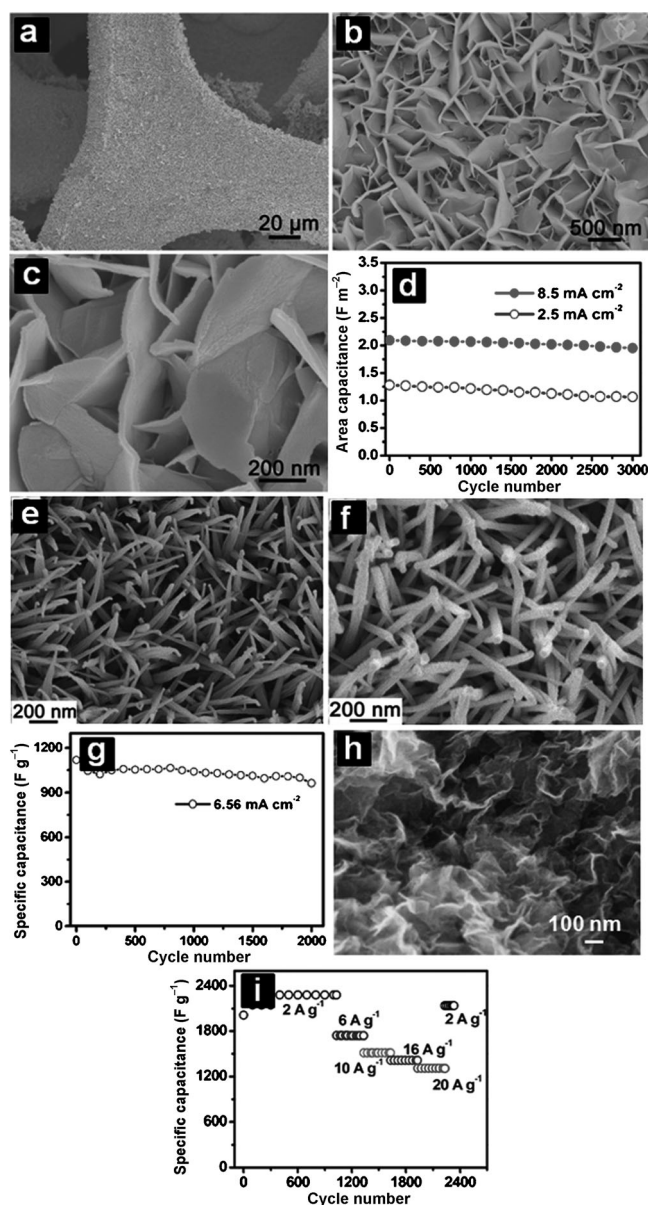 a
20 µm
b
500 nm
c
200 nm
d
Area capacitance (F m⁻²)
3.5
3.0
2.5
2.0
1.5
1.0
0.5
0.0
8.5 mA cm⁻²
2.5 mA cm⁻²
0 500 1000 1500 2000 2500 3000
Cycle number
e
200 nm
f
200 nm
g
Specific capacitance (F g⁻¹)
1200
900
600
300
0
6.56 mA cm⁻²
0 500 1000 1500 2000
Cycle number
h
100 nm
i
Specific capacitance (F g⁻¹)
2400
1800
1200
600
0
2 A g⁻¹
6 A g⁻¹
2 A g⁻¹
10 A g⁻¹
16 A g⁻¹
20 A g⁻¹
0 600 1200 1800 2400
Cycle number